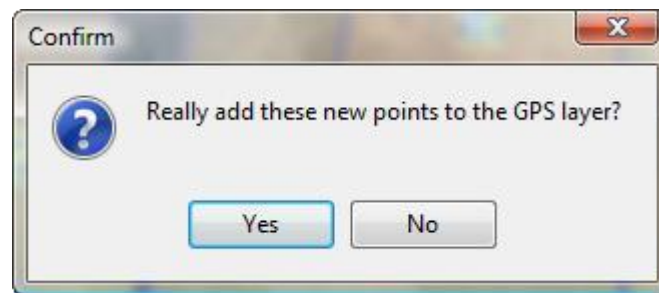 Confirm
Really add these new points to the GPS layer?
Yes
No